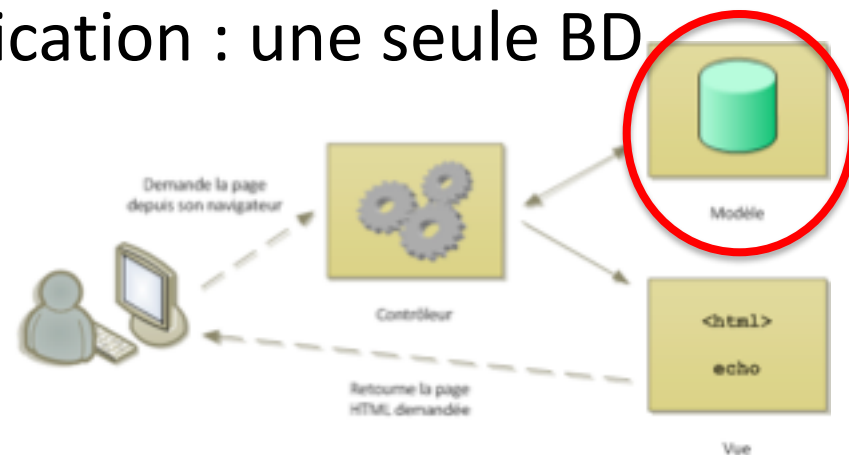 ication : une seule BD
Demande la page
depuis son navigateur
Modèle
Contrôleur
<html>
echo
Retourne la page
HTML demandée
Vue